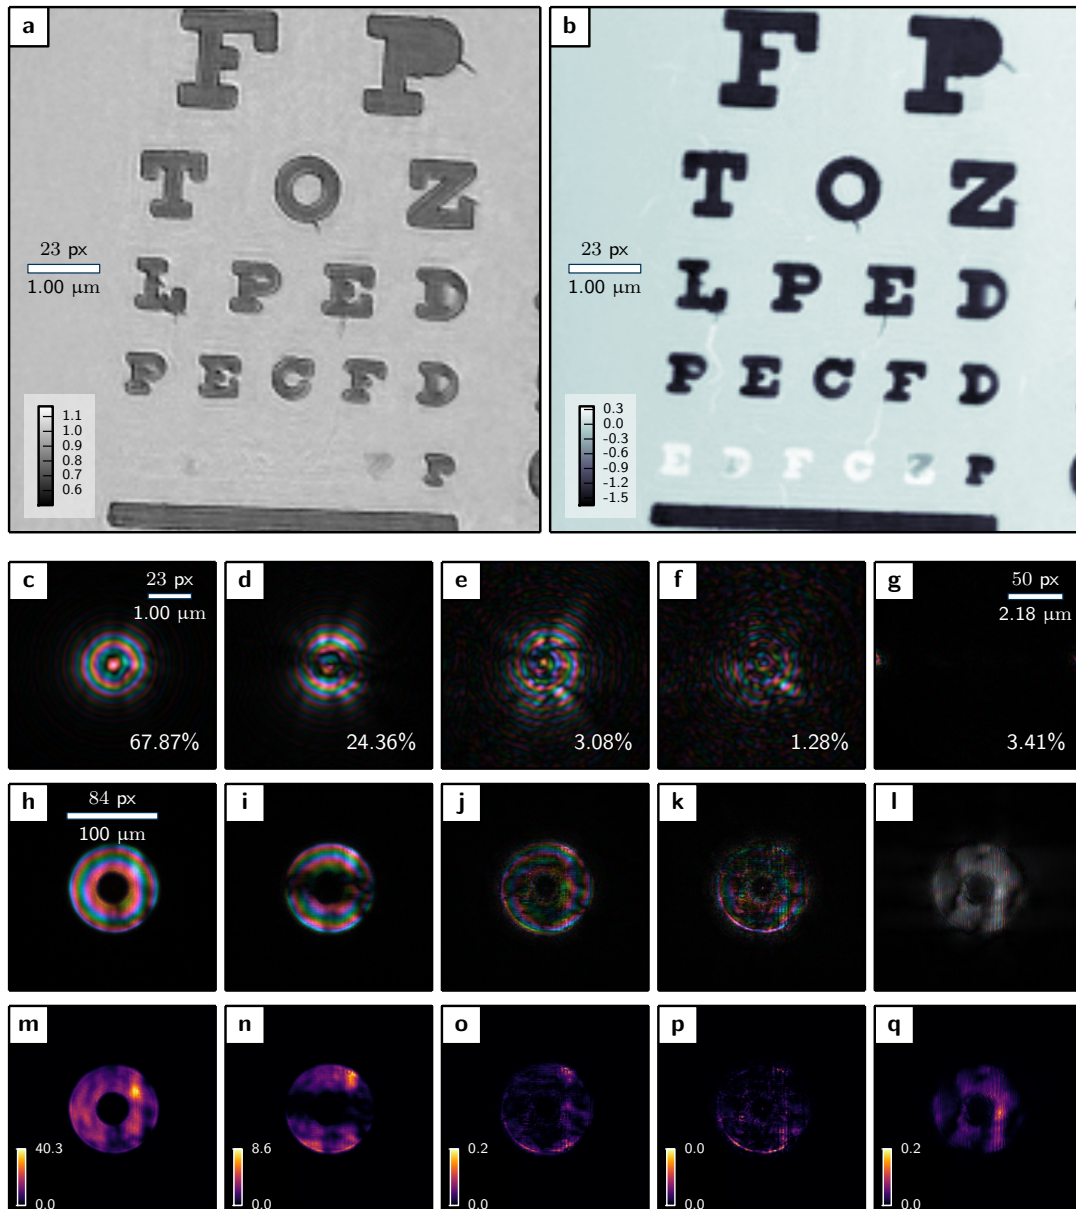 a
b
F P
F P
T O Z
T O Z
23 px
1.00 μm
23 px
1.00 μm
L P E D
L P E D
P E C F D
P E C F D
1.1
1.0
0.9
0.8
0.7
0.6
0.3
0.0
-0.3
-0.6
-0.9
-1.2
-1.5
P
E D F C Z P
c
23 px
1.00 μm
67.87%
d
24.36%
e
3.08%
f
1.28%
g
50 px
2.18 μm
3.41%
h
84 px
100 μm
i
j
k
l
m
40.3
0.0
n
8.6
0.0
o
0.2
0.0
p
0.0
0.0
q
0.2
0.0